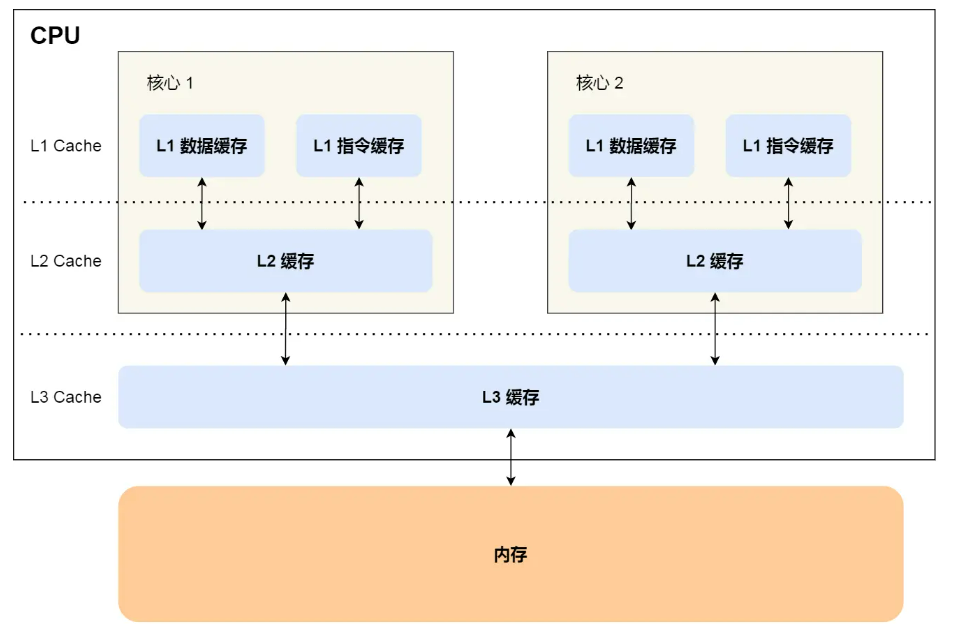 CPU
核心 1
核心 2
L1 Cache
L1 数据缓存
L1 指令缓存
L1 数据缓存
L1 指令缓存
L2 Cache
L2 缓存
L2 缓存
L3 Cache
L3 缓存
内存